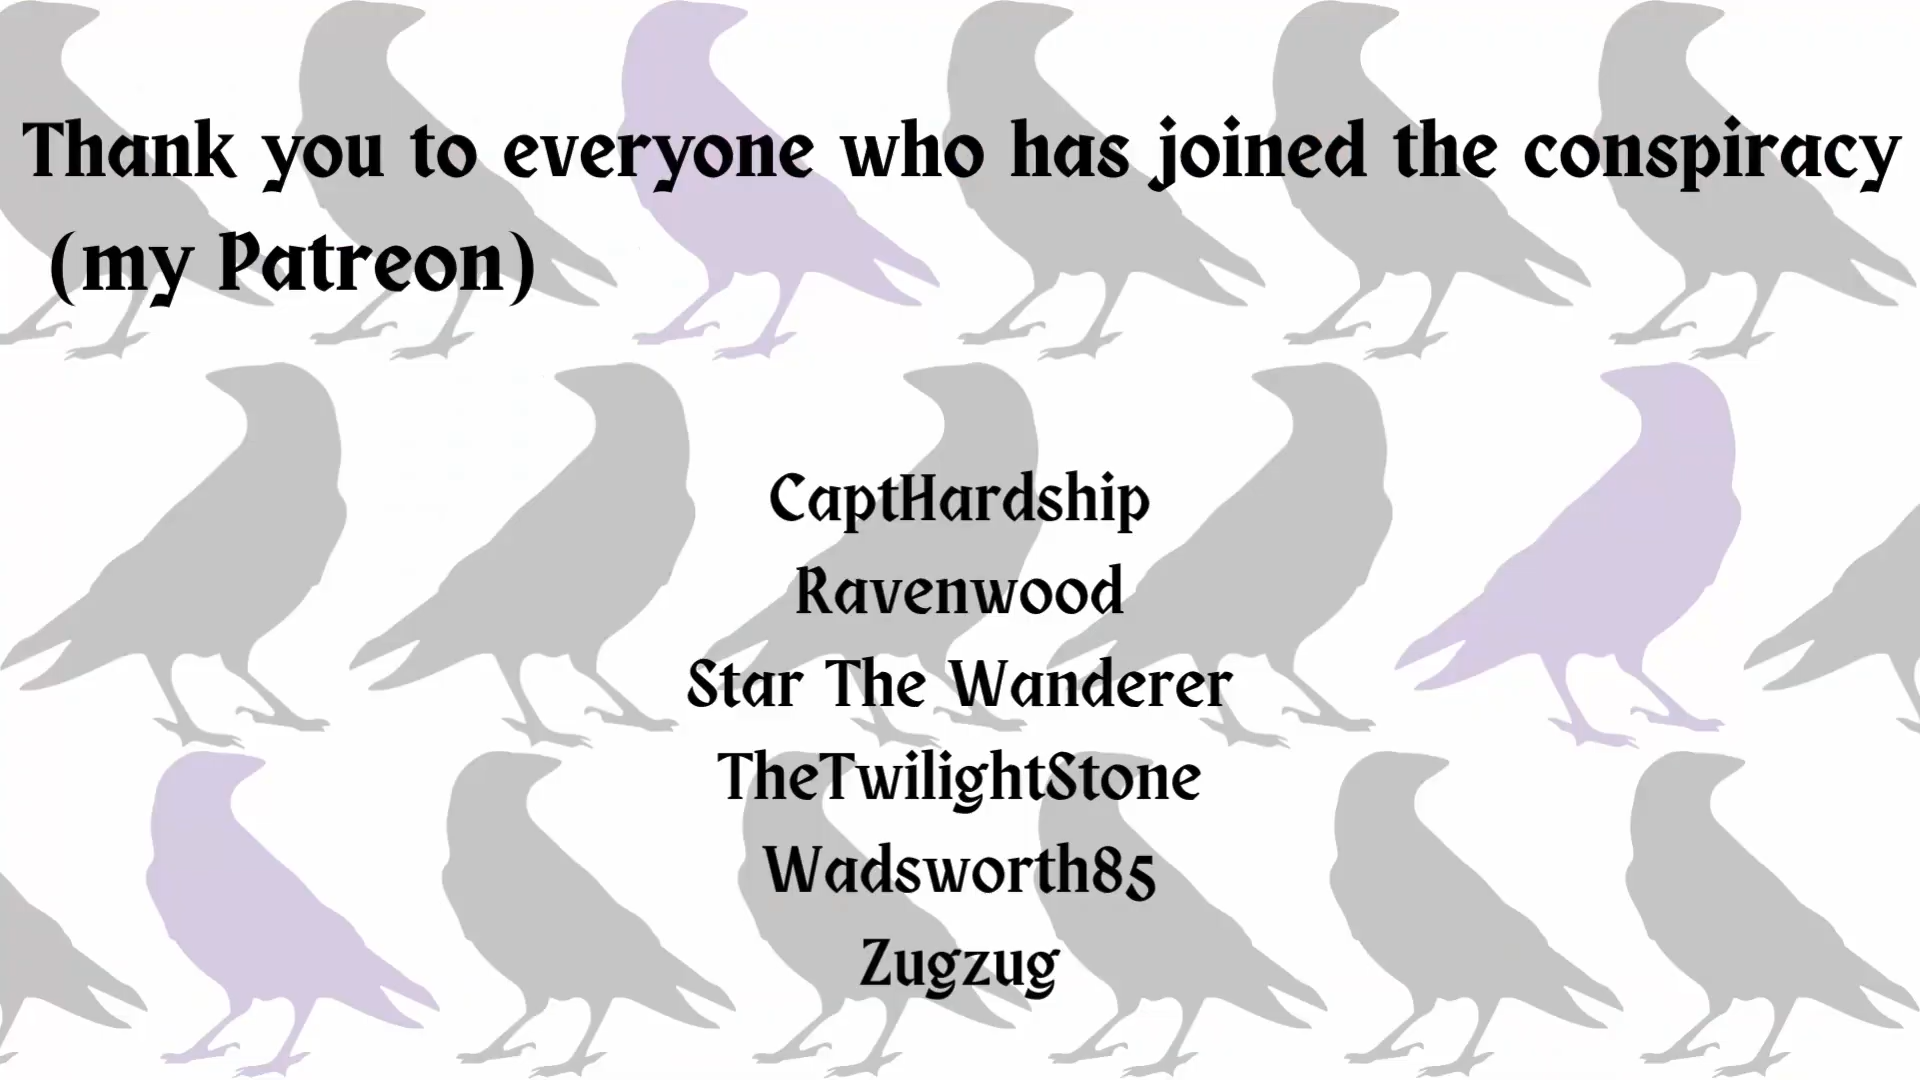 Thank you to everyone who has joined the conspiracy
(my Patreon)
CaptHardship
Ravenwood
Star The Wanderer
TheTwilightStone
Wadsworth85
Zugzug